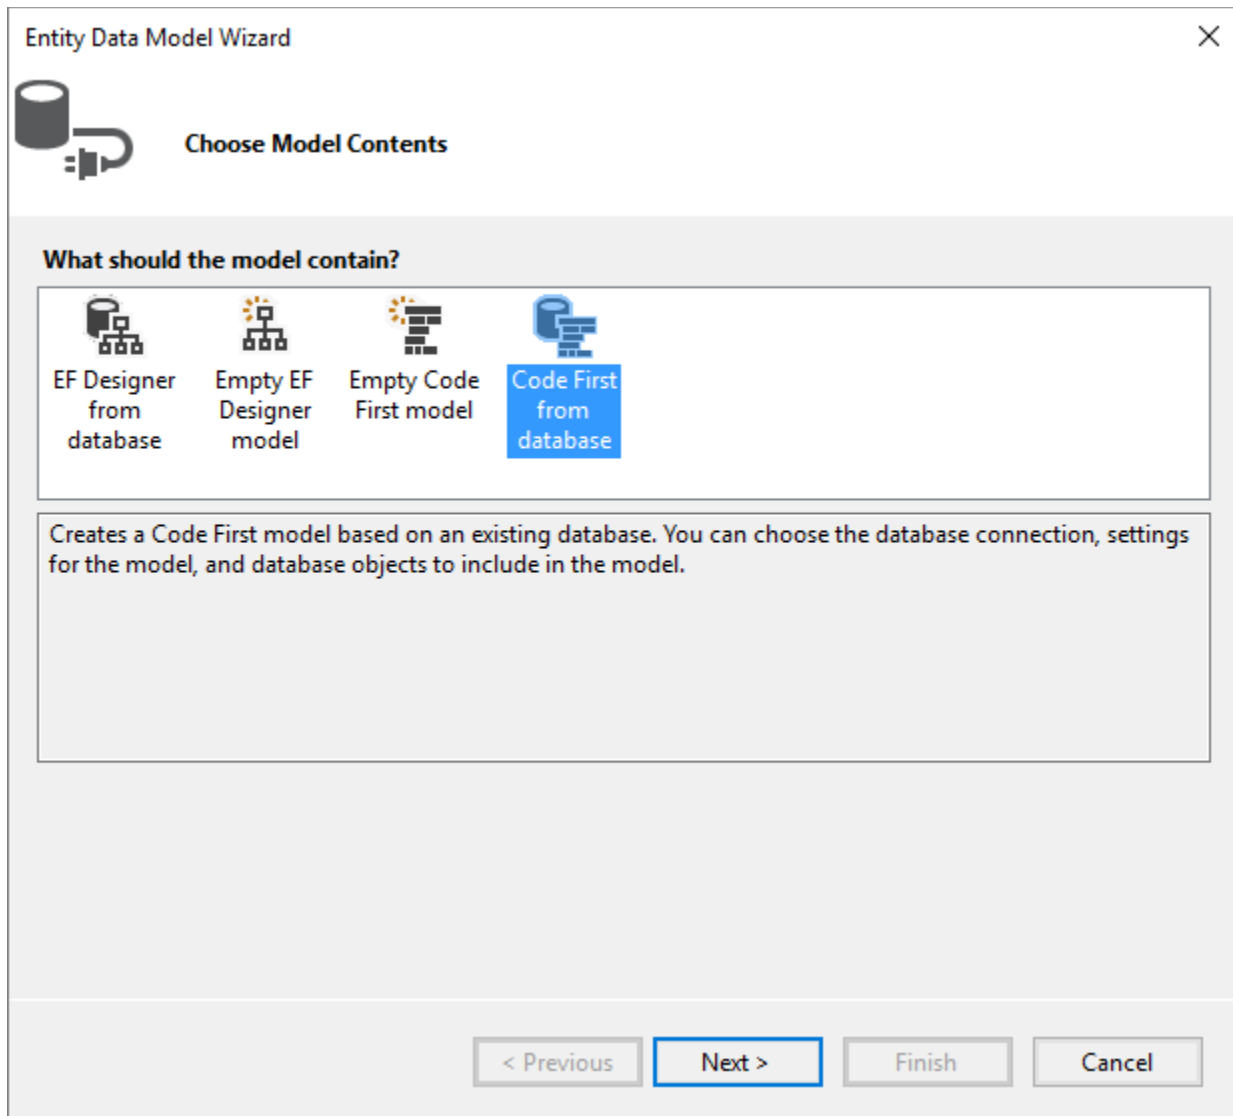 Entity Data Model Wizard
Choose Model Contents
What should the model contain?
EF Designer
from
database
Empty EF
Designer
model
Empty Code
First model
Code First
from
database
Creates a Code First model based on an existing database. You can choose the database connection, settings
for the model, and database objects to include in the model.
< Previous
Next >
Finish
Cancel